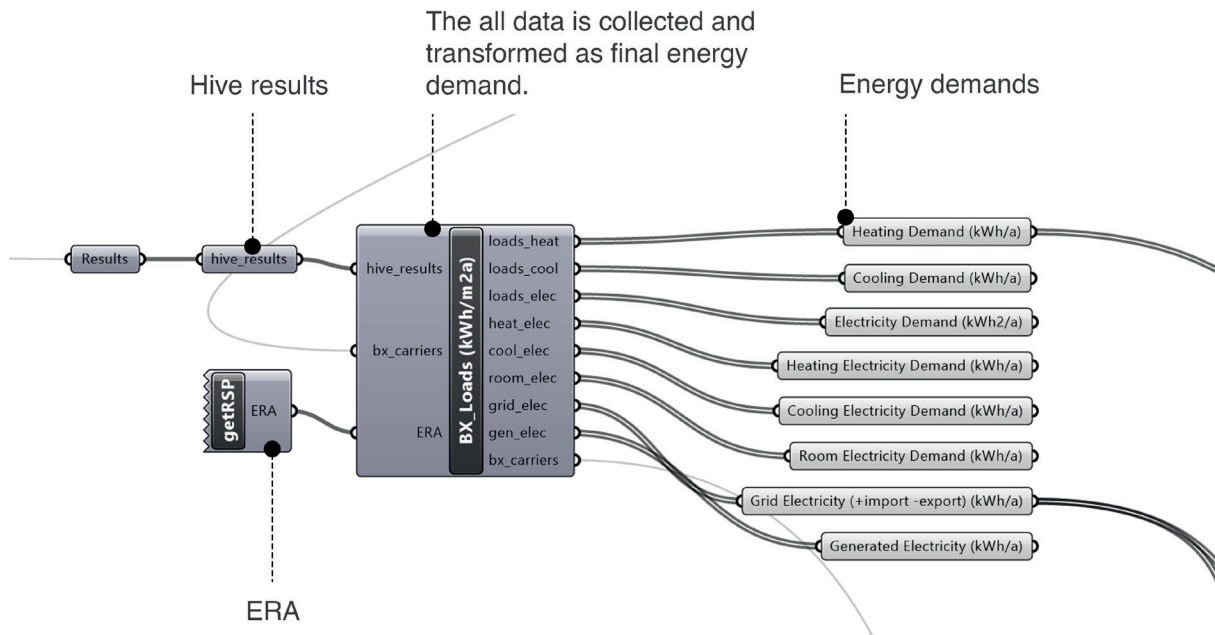 The all data is collected and
transformed as final energy
demand.
Hive results
Energy demands
Results
hive_results
hive_results
bx_carriers
ERA
BX_Loads (kWh/m2a)
loads_heat
loads_cool
loads_elec
heat_elec
cool_elec
room_elec
grid_elec
gen_elec
bx_carriers
getRSP
ERA
Heating Demand (kWh/a)
Cooling Demand (kWh/a)
Electricity Demand (kWh2/a)
Heating Electricity Demand (kWh/a)
Cooling Electricity Demand (kWh/a)
Room Electricity Demand (kWh/a)
Grid Electricity (+import -export) (kWh/a)
Generated Electricity (kWh/a)
ERA